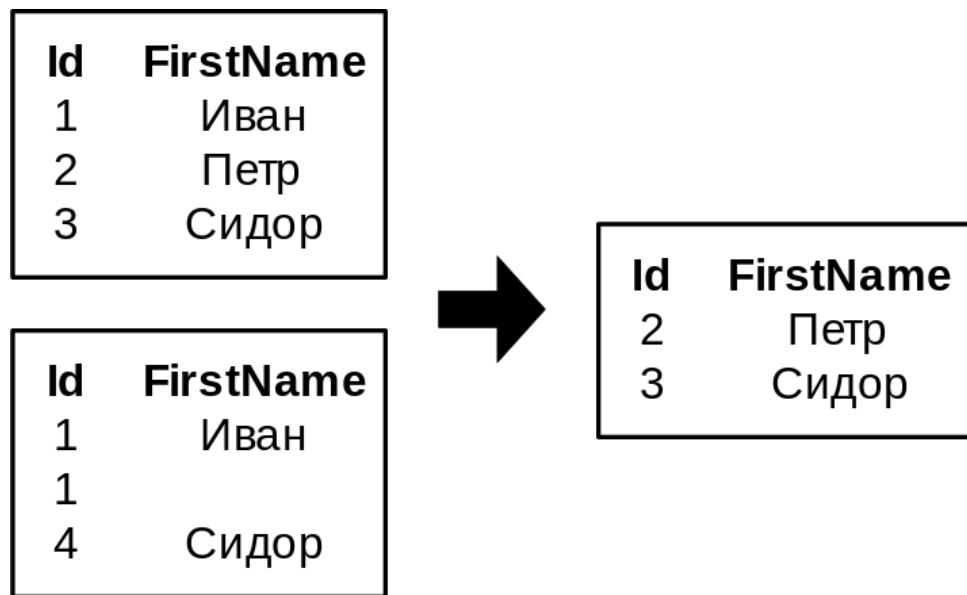 Id FirstName
1 Иван
2 Петр
3 Сидор
Id FirstName
1 Иван
1
4 Сидор
Id FirstName
2 Петр
3 Сидор